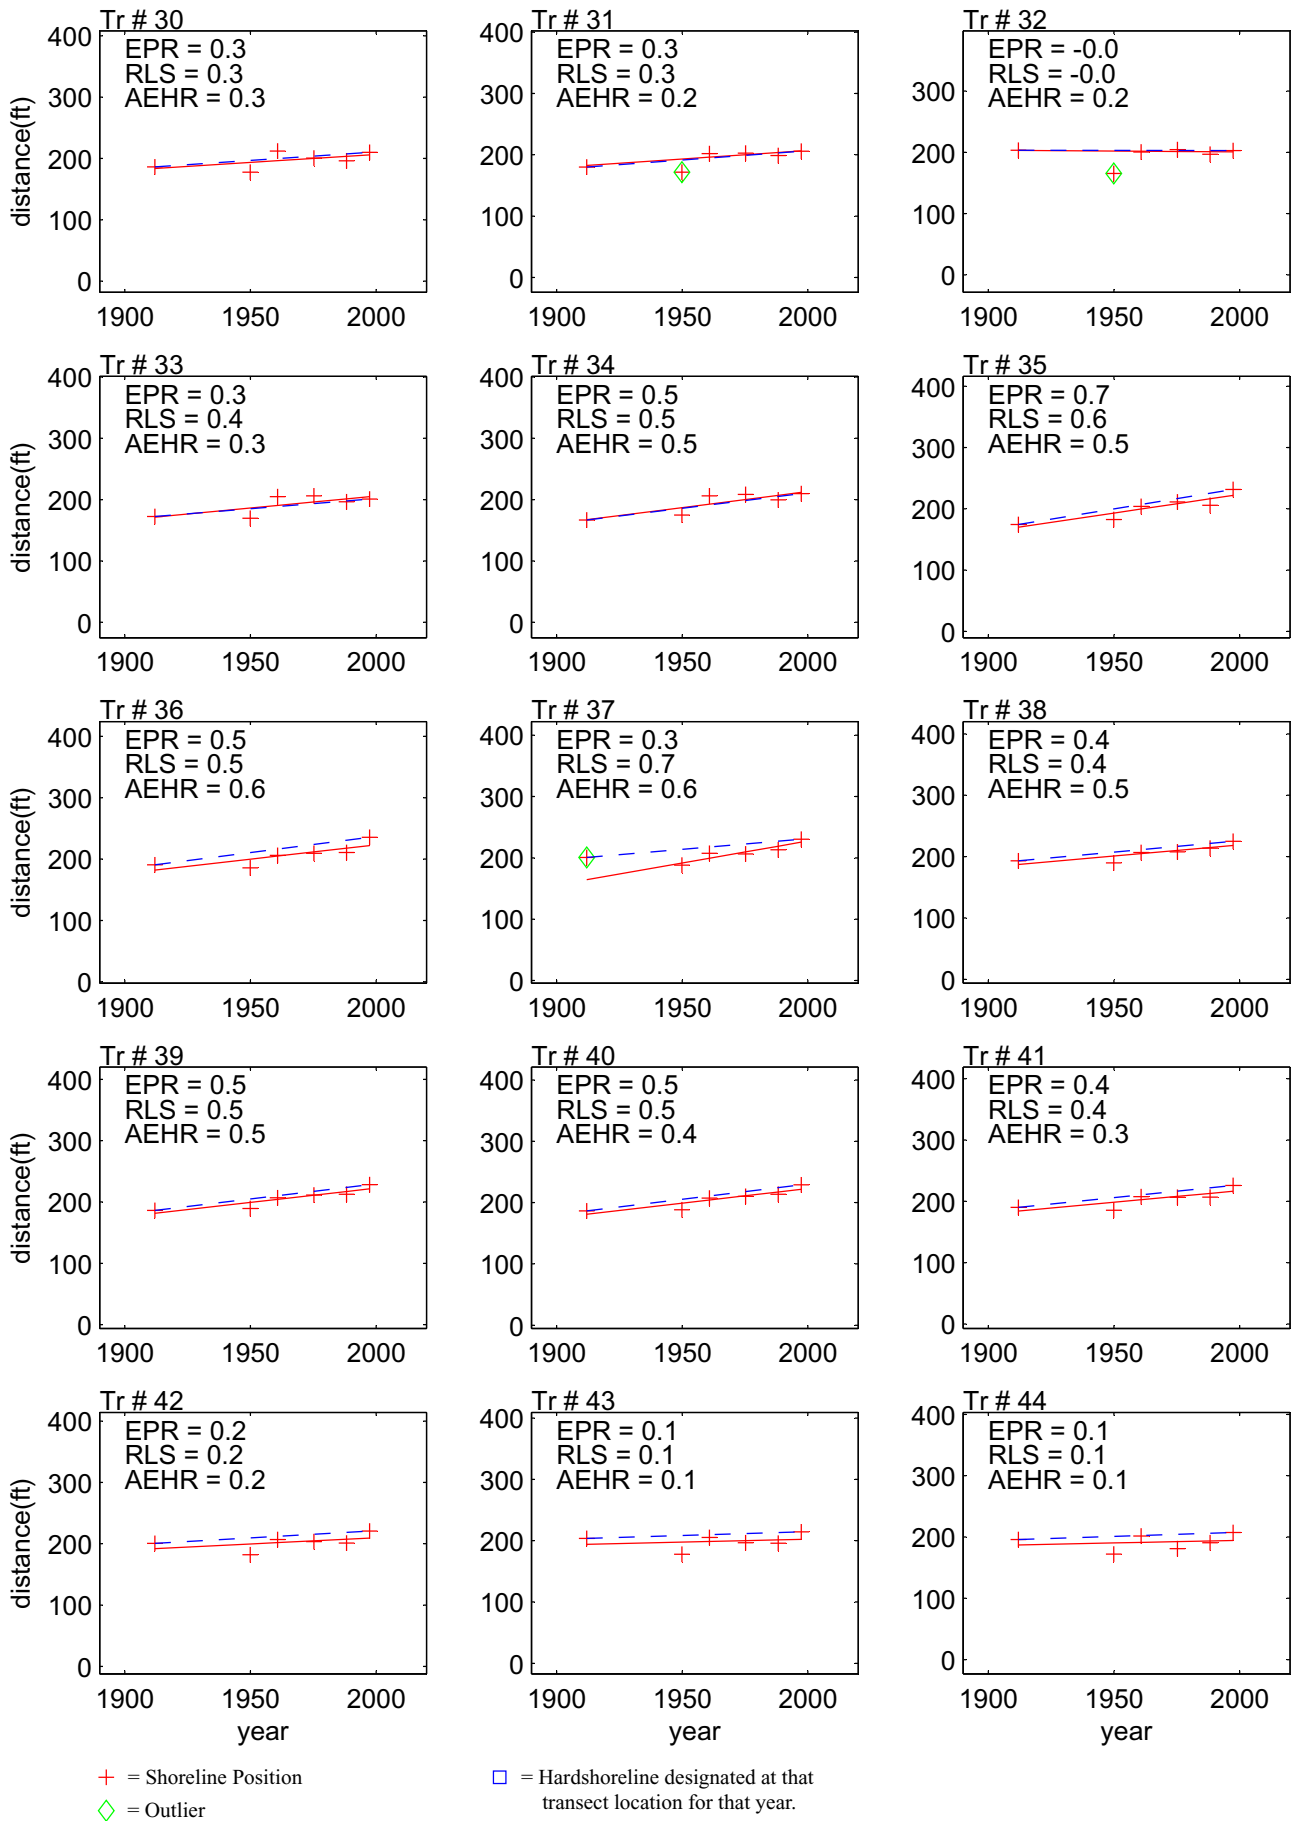 Tr # 30
EPR = 0.3
RLS = 0.3
AEHR = 0.3
400
300
200
100
0
distance(ft)
1900 1950 2000
Tr # 31
EPR = 0.3
RLS = 0.3
AEHR = 0.2
400
300
200
100
0
1900 1950 2000
Tr # 32
EPR = -0.0
RLS = -0.0
AEHR = 0.2
300
200
100
0
1900 1950 2000
Tr # 33
EPR = 0.3
RLS = 0.4
AEHR = 0.3
400
300
200
100
0
distance(ft)
1900 1950 2000
Tr # 34
EPR = 0.5
RLS = 0.5
AEHR = 0.5
400
300
200
100
0
1900 1950 2000
Tr # 35
EPR = 0.7
RLS = 0.6
AEHR = 0.5
400
300
200
100
0
1900 1950 2000
Tr # 36
EPR = 0.5
RLS = 0.5
AEHR = 0.6
400
300
200
100
0
distance(ft)
1900 1950 2000
Tr # 37
EPR = 0.3
RLS = 0.7
AEHR = 0.6
400
300
200
100
0
1900 1950 2000
Tr # 38
EPR = 0.4
RLS = 0.4
AEHR = 0.5
400
300
200
100
0
1900 1950 2000
Tr # 39
EPR = 0.5
RLS = 0.5
AEHR = 0.5
400
300
200
100
0
distance(ft)
1900 1950 2000
Tr # 40
EPR = 0.5
RLS = 0.5
AEHR = 0.4
400
300
200
100
0
1900 1950 2000
Tr # 41
EPR = 0.4
RLS = 0.4
AEHR = 0.3
400
300
200
100
0
1900 1950 2000
Tr # 42
EPR = 0.2
RLS = 0.2
AEHR = 0.2
400
300
200
100
0
distance(ft)
1900 1950 2000
year
Tr # 43
EPR = 0.1
RLS = 0.1
AEHR = 0.1
400
300
200
100
0
1900 1950 2000
year
Tr # 44
EPR = 0.1
RLS = 0.1
AEHR = 0.1
400
300
200
100
0
1900 1950 2000
year
= Shoreline Position
= Outlier
= Hardshoreline designated at that
transect location for that year.